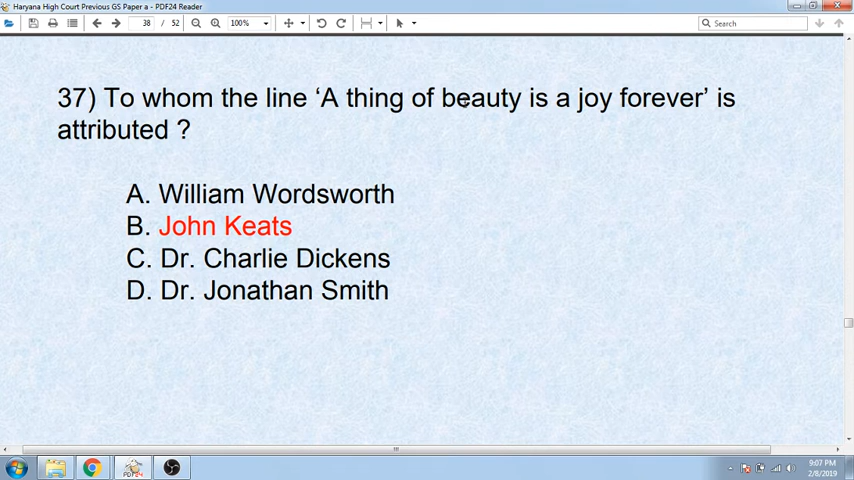 Haryana High Court Previous GS Paper a - PDF24 Reader
38 / 52
100%
Search
37) To whom the line ‘A thing of beauty is a joy forever’ is
attributed ?
A. William Wordsworth
B. John Keats
C. Dr. Charlie Dickens
D. Dr. Jonathan Smith
PDF24
9:07 PM
2/8/2019